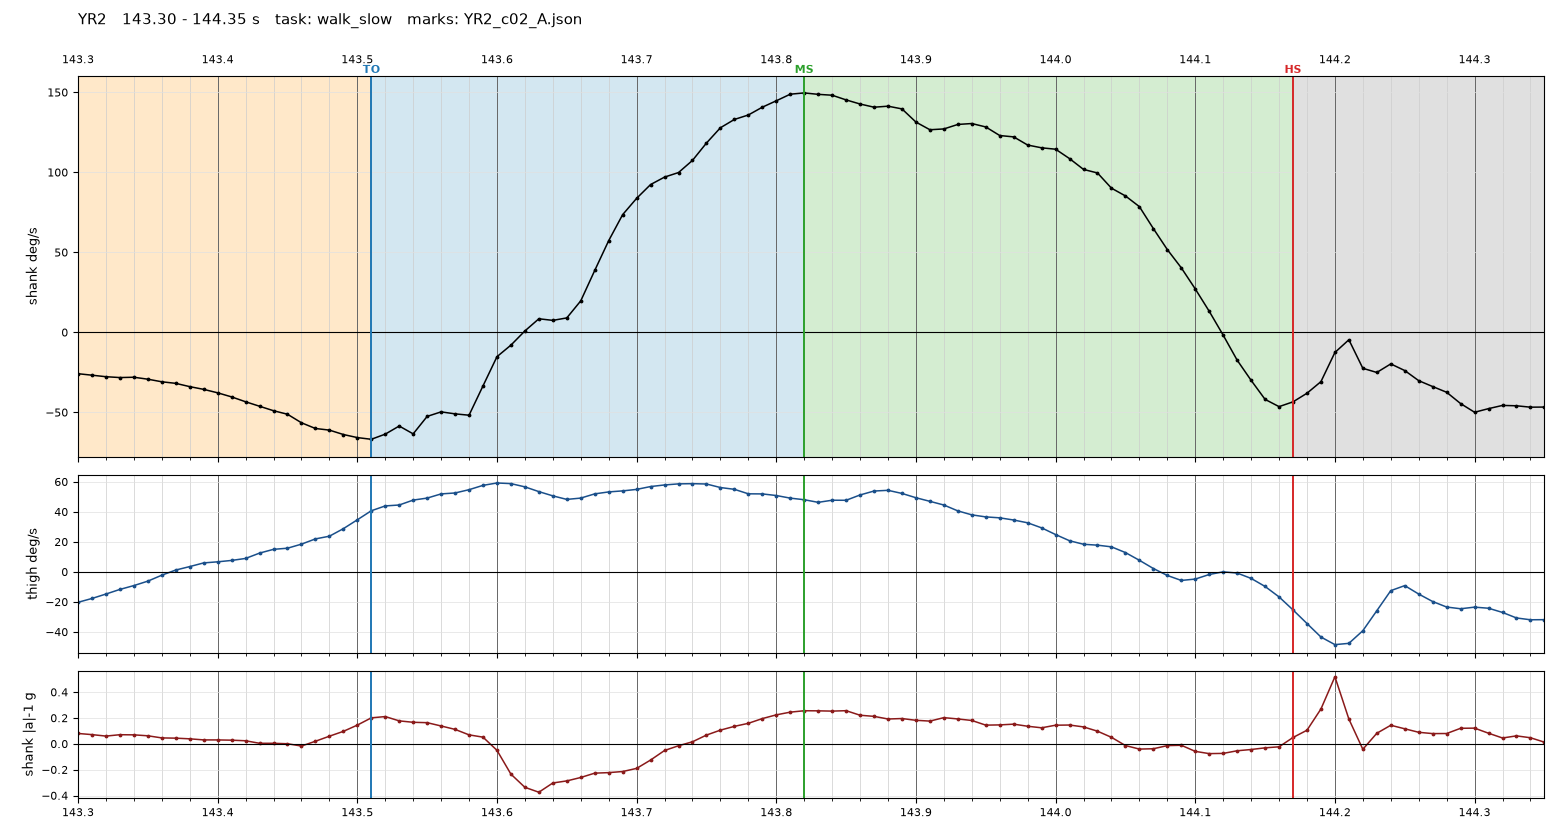 YR2   143.30 - 144.35 s   task: walk_slow   marks: YR2_c02_A.json
143.3 143.4 143.5 143.6 143.7 143.8 143.9 144.0 144.1 144.2 144.3
TO MS HS
shank deg/s
150
100
50
0
−50
thigh deg/s
60
40
20
0
−20
−40
shank |a|-1 g
0.4
0.2
0.0
−0.2
−0.4
143.3 143.4 143.5 143.6 143.7 143.8 143.9 144.0 144.1 144.2 144.3